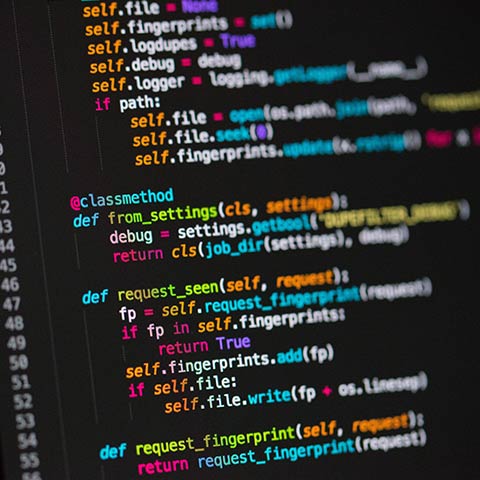 self.file = None
self.fingerprints = set()
self.logdupes = True
self.debug = debug
self.logger = logging.getLogger(__name__)
if path:
self.file = open(os.path.join(path,
self.file.seek(0)
self.fingerprints.update(x.rstrip() for x
@classmethod
42 def from_settings(cls, settings):
43 debug = settings.getbool("DUPEFILTER_DEBUG")
44 return cls(job_dir(settings), debug)
45
46 def request_seen(self, request):
47 fp = self.request_fingerprint(request)
48 if fp in self.fingerprints:
49 return True
50 self.fingerprints.add(fp)
51 if self.file:
52 self.file.write(fp + os.linesep)
53
54 def request_fingerprint(self, request):
55 return request_fingerprint(request)